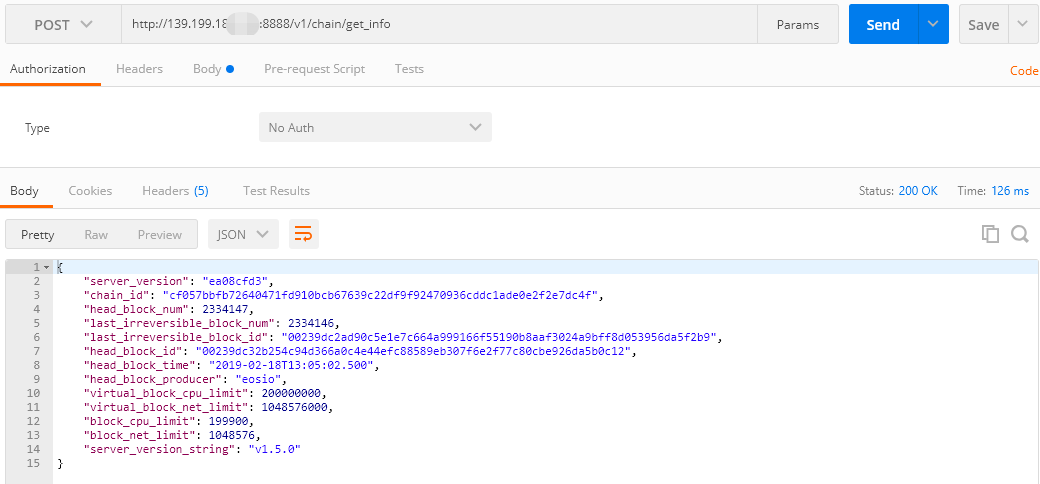 POST http://139.199.18 :8888/v1/chain/get_info Params Send Save
Authorization Headers Body Pre-request Script Tests Code
Type No Auth
Body Cookies Headers (5) Test Results Status: 200 OK Time: 126 ms
Pretty Raw Preview JSON
1 {
2 "server_version": "ea08cfd3",
3 "chain_id": "cf057bbfb72640471fd910bcb67639c22df9f92470936cddc1ade0e2f2e7dc4f",
4 "head_block_num": 2334147,
5 "last_irreversible_block_num": 2334146,
6 "last_irreversible_block_id": "00239dc2ad90c5e1e7c664a999166f55190b8aaf3024a9bff8d053956da5f2b9",
7 "head_block_id": "00239dc32b254c94d366a0c4e44efc88589eb307f6e2f77c80cbe926da5b0c12",
8 "head_block_time": "2019-02-18T13:05:02.500",
9 "head_block_producer": "eosio",
10 "virtual_block_cpu_limit": 200000000,
11 "virtual_block_net_limit": 1048576000,
12 "block_cpu_limit": 199900,
13 "block_net_limit": 1048576,
14 "server_version_string": "v1.5.0"
15 }